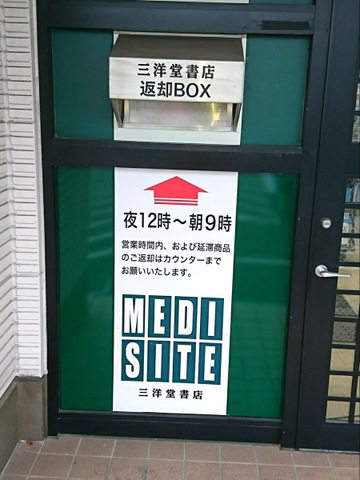 三洋堂書店
返却BOX
夜12時～朝9時
営業時間内、および延滞商品
のご返却はカウンターまで
お願いいたします。
MEDI
SITE
三洋堂書店